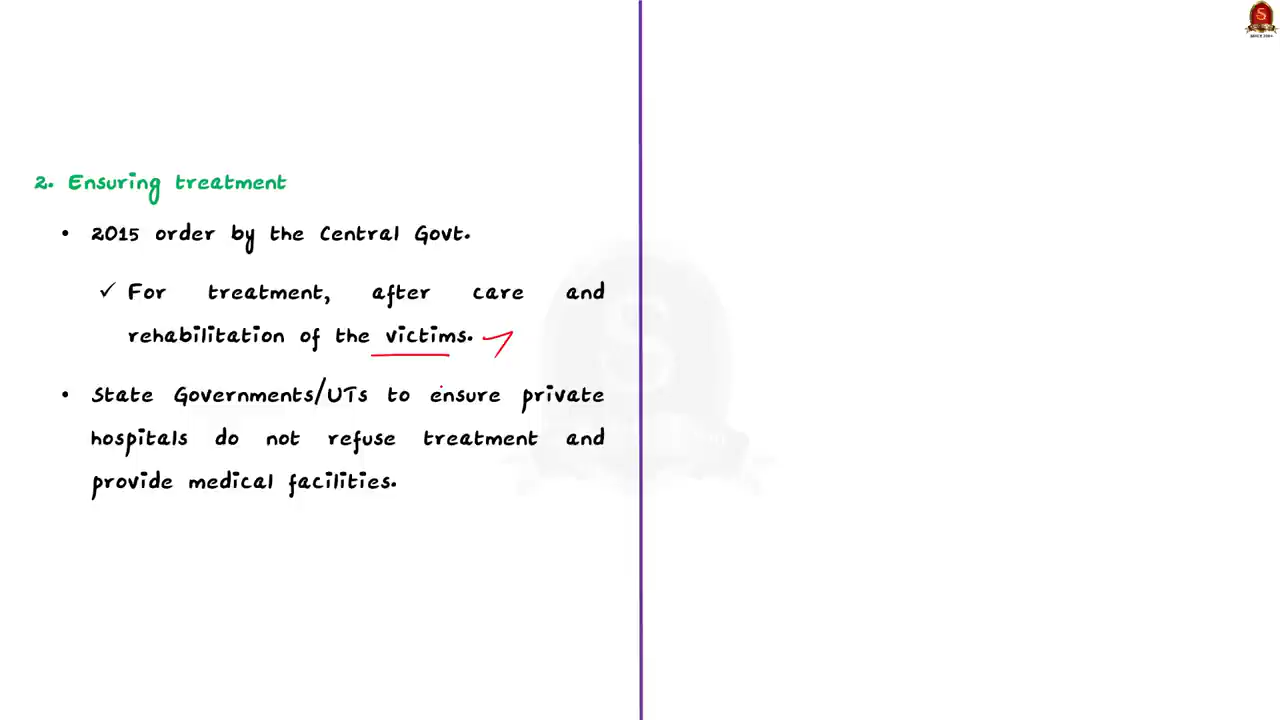 2. Ensuring treatment
• 2015 order by the Central Govt.
✓ For treatment, after care and
rehabilitation of the victims.
• State Governments/UTs to ensure private
hospitals do not refuse treatment and
provide medical facilities.